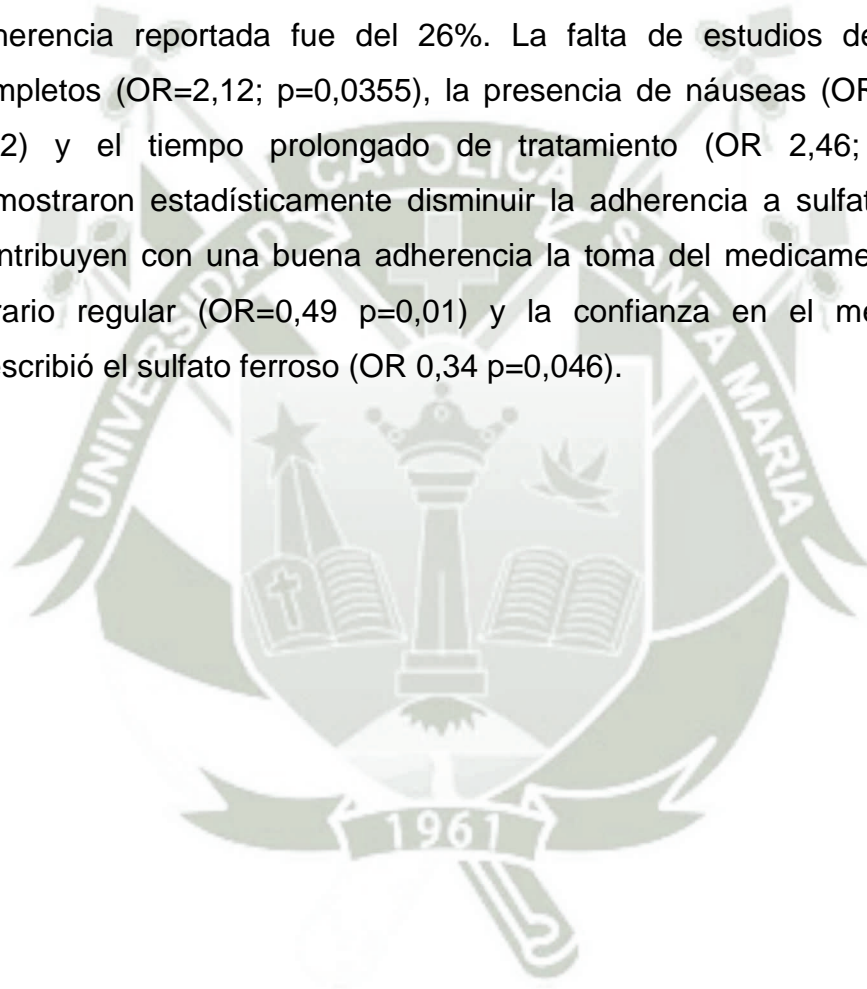 herencia reportada fue del 26%. La falta de estudios de
mpletos (OR=2,12; p=0,0355), la presencia de náuseas (OR
2) y el tiempo prolongado de tratamiento (OR 2,46;
mostraron estadísticamente disminuir la adherencia a sulfat
ntribuyen con una buena adherencia la toma del medicame
rario regular (OR=0,49 p=0,01) y la confianza en el me
escribió el sulfato ferroso (OR 0,34 p=0,046).
UNIVERSIDAD CATOLICA SANTA MARIA
1961